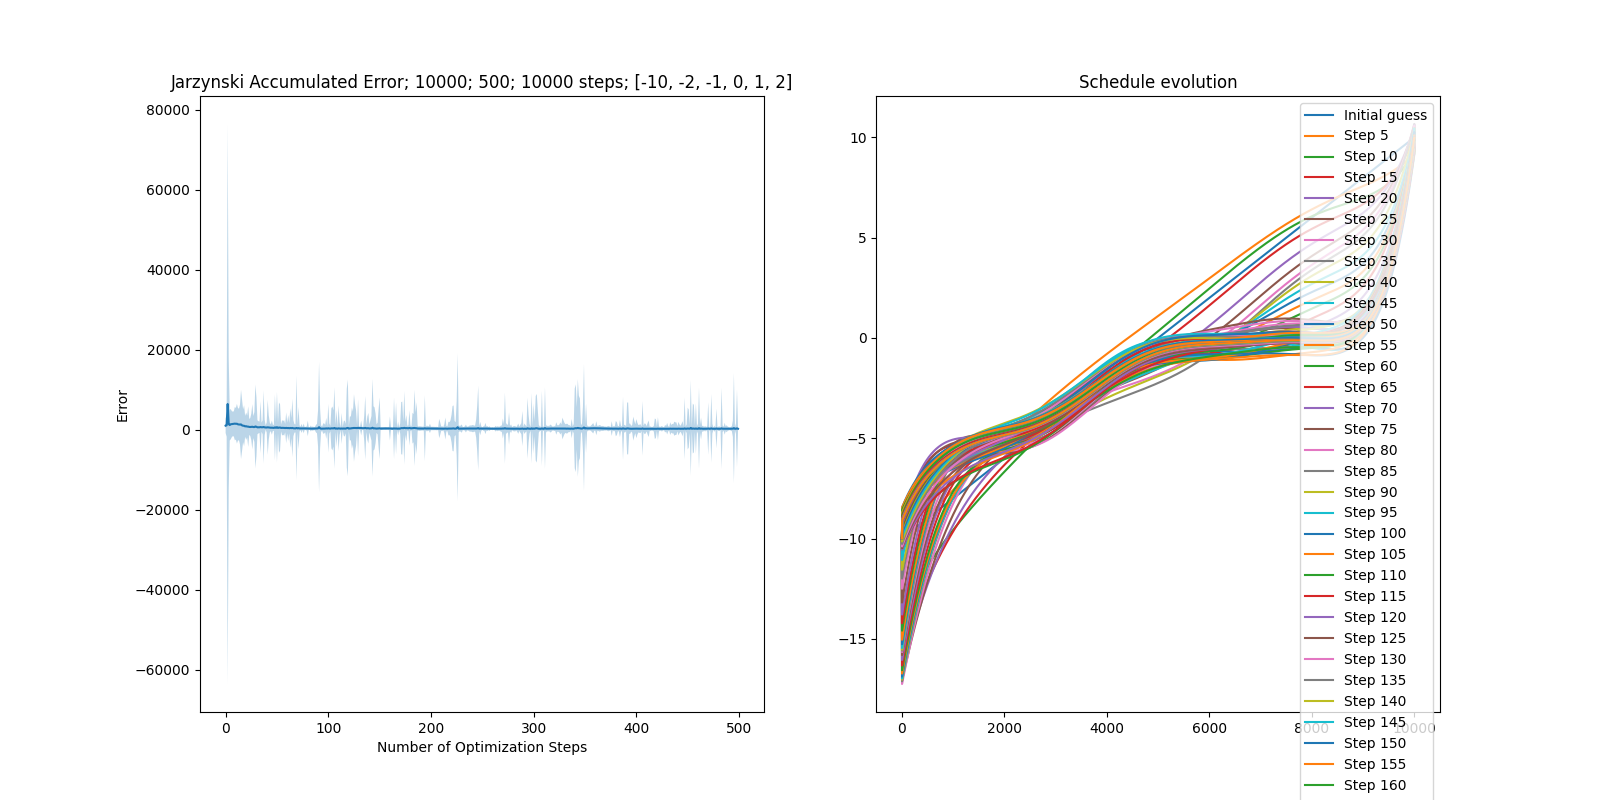 Jarzynski Accumulated Error; 10000; 500; 10000 steps; [-10, -2, -1, 0, 1, 2]
80000
60000
40000
20000
0
−20000
−40000
−60000
Error
0
100
200
300
400
500
Number of Optimization Steps
Schedule evolution
10
5
0
−5
−10
−15
0
2000
4000
6000
8000
10000
Initial guess
Step 5
Step 10
Step 15
Step 20
Step 25
Step 30
Step 35
Step 40
Step 45
Step 50
Step 55
Step 60
Step 65
Step 70
Step 75
Step 80
Step 85
Step 90
Step 95
Step 100
Step 105
Step 110
Step 115
Step 120
Step 125
Step 130
Step 135
Step 140
Step 145
Step 150
Step 155
Step 160